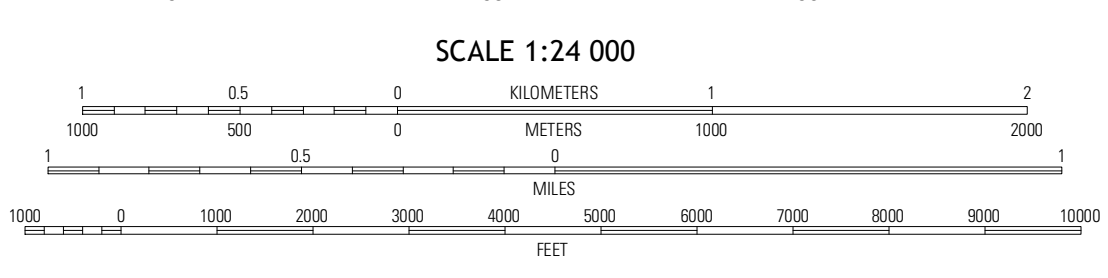 SCALE 1:24 000
1 0.5 0 KILOMETERS 1 2
1000 500 0 METERS 1000 2000
1 0.5 0 1
MILES
1000 0 1000 2000 3000 4000 5000 6000 7000 8000 9000 10000
FEET